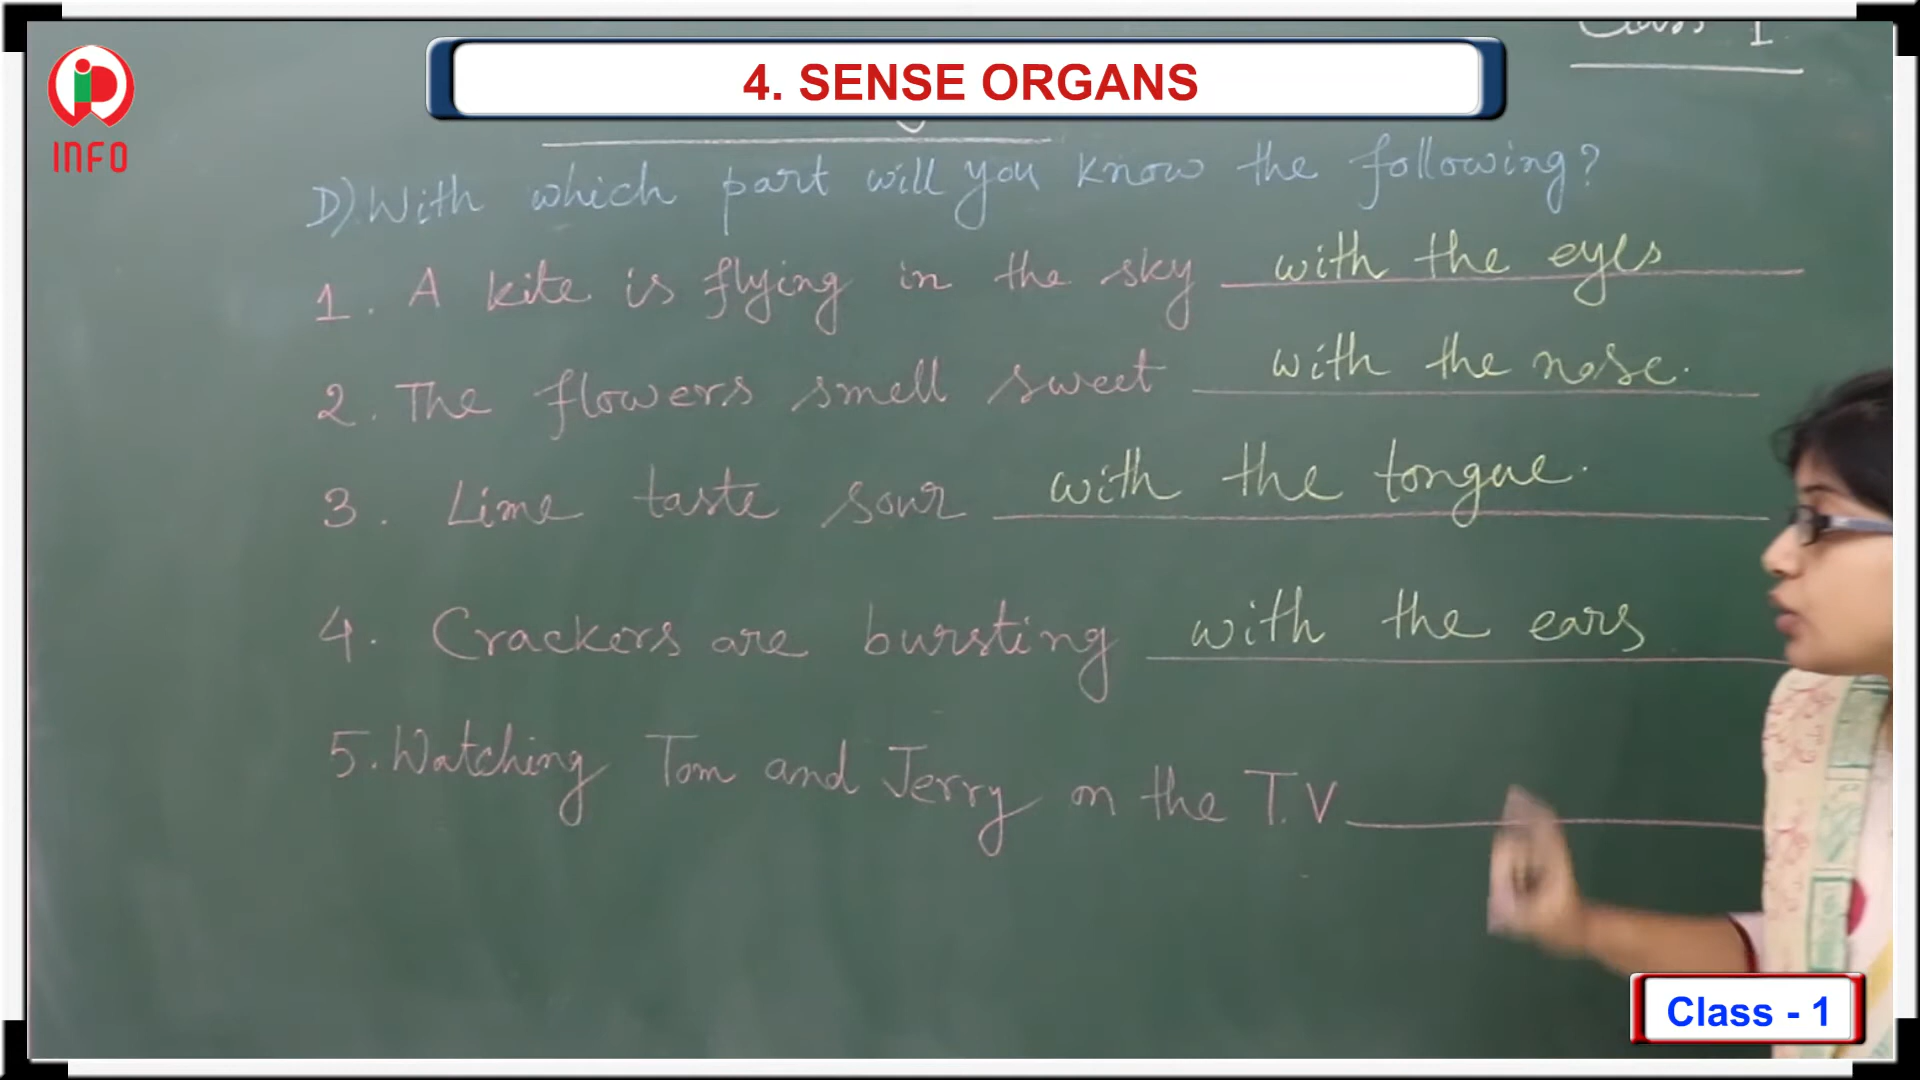 Class I
4. SENSE ORGANS
INFO
D) With which part will you know the following?
1. A kite is flying in the sky with the eyes
2. The flowers smell sweet with the nose.
3. Lime taste sour with the tongue.
4. Crackers are bursting with the ears
5. Watching Tom and Jerry on the T.V
Class - 1